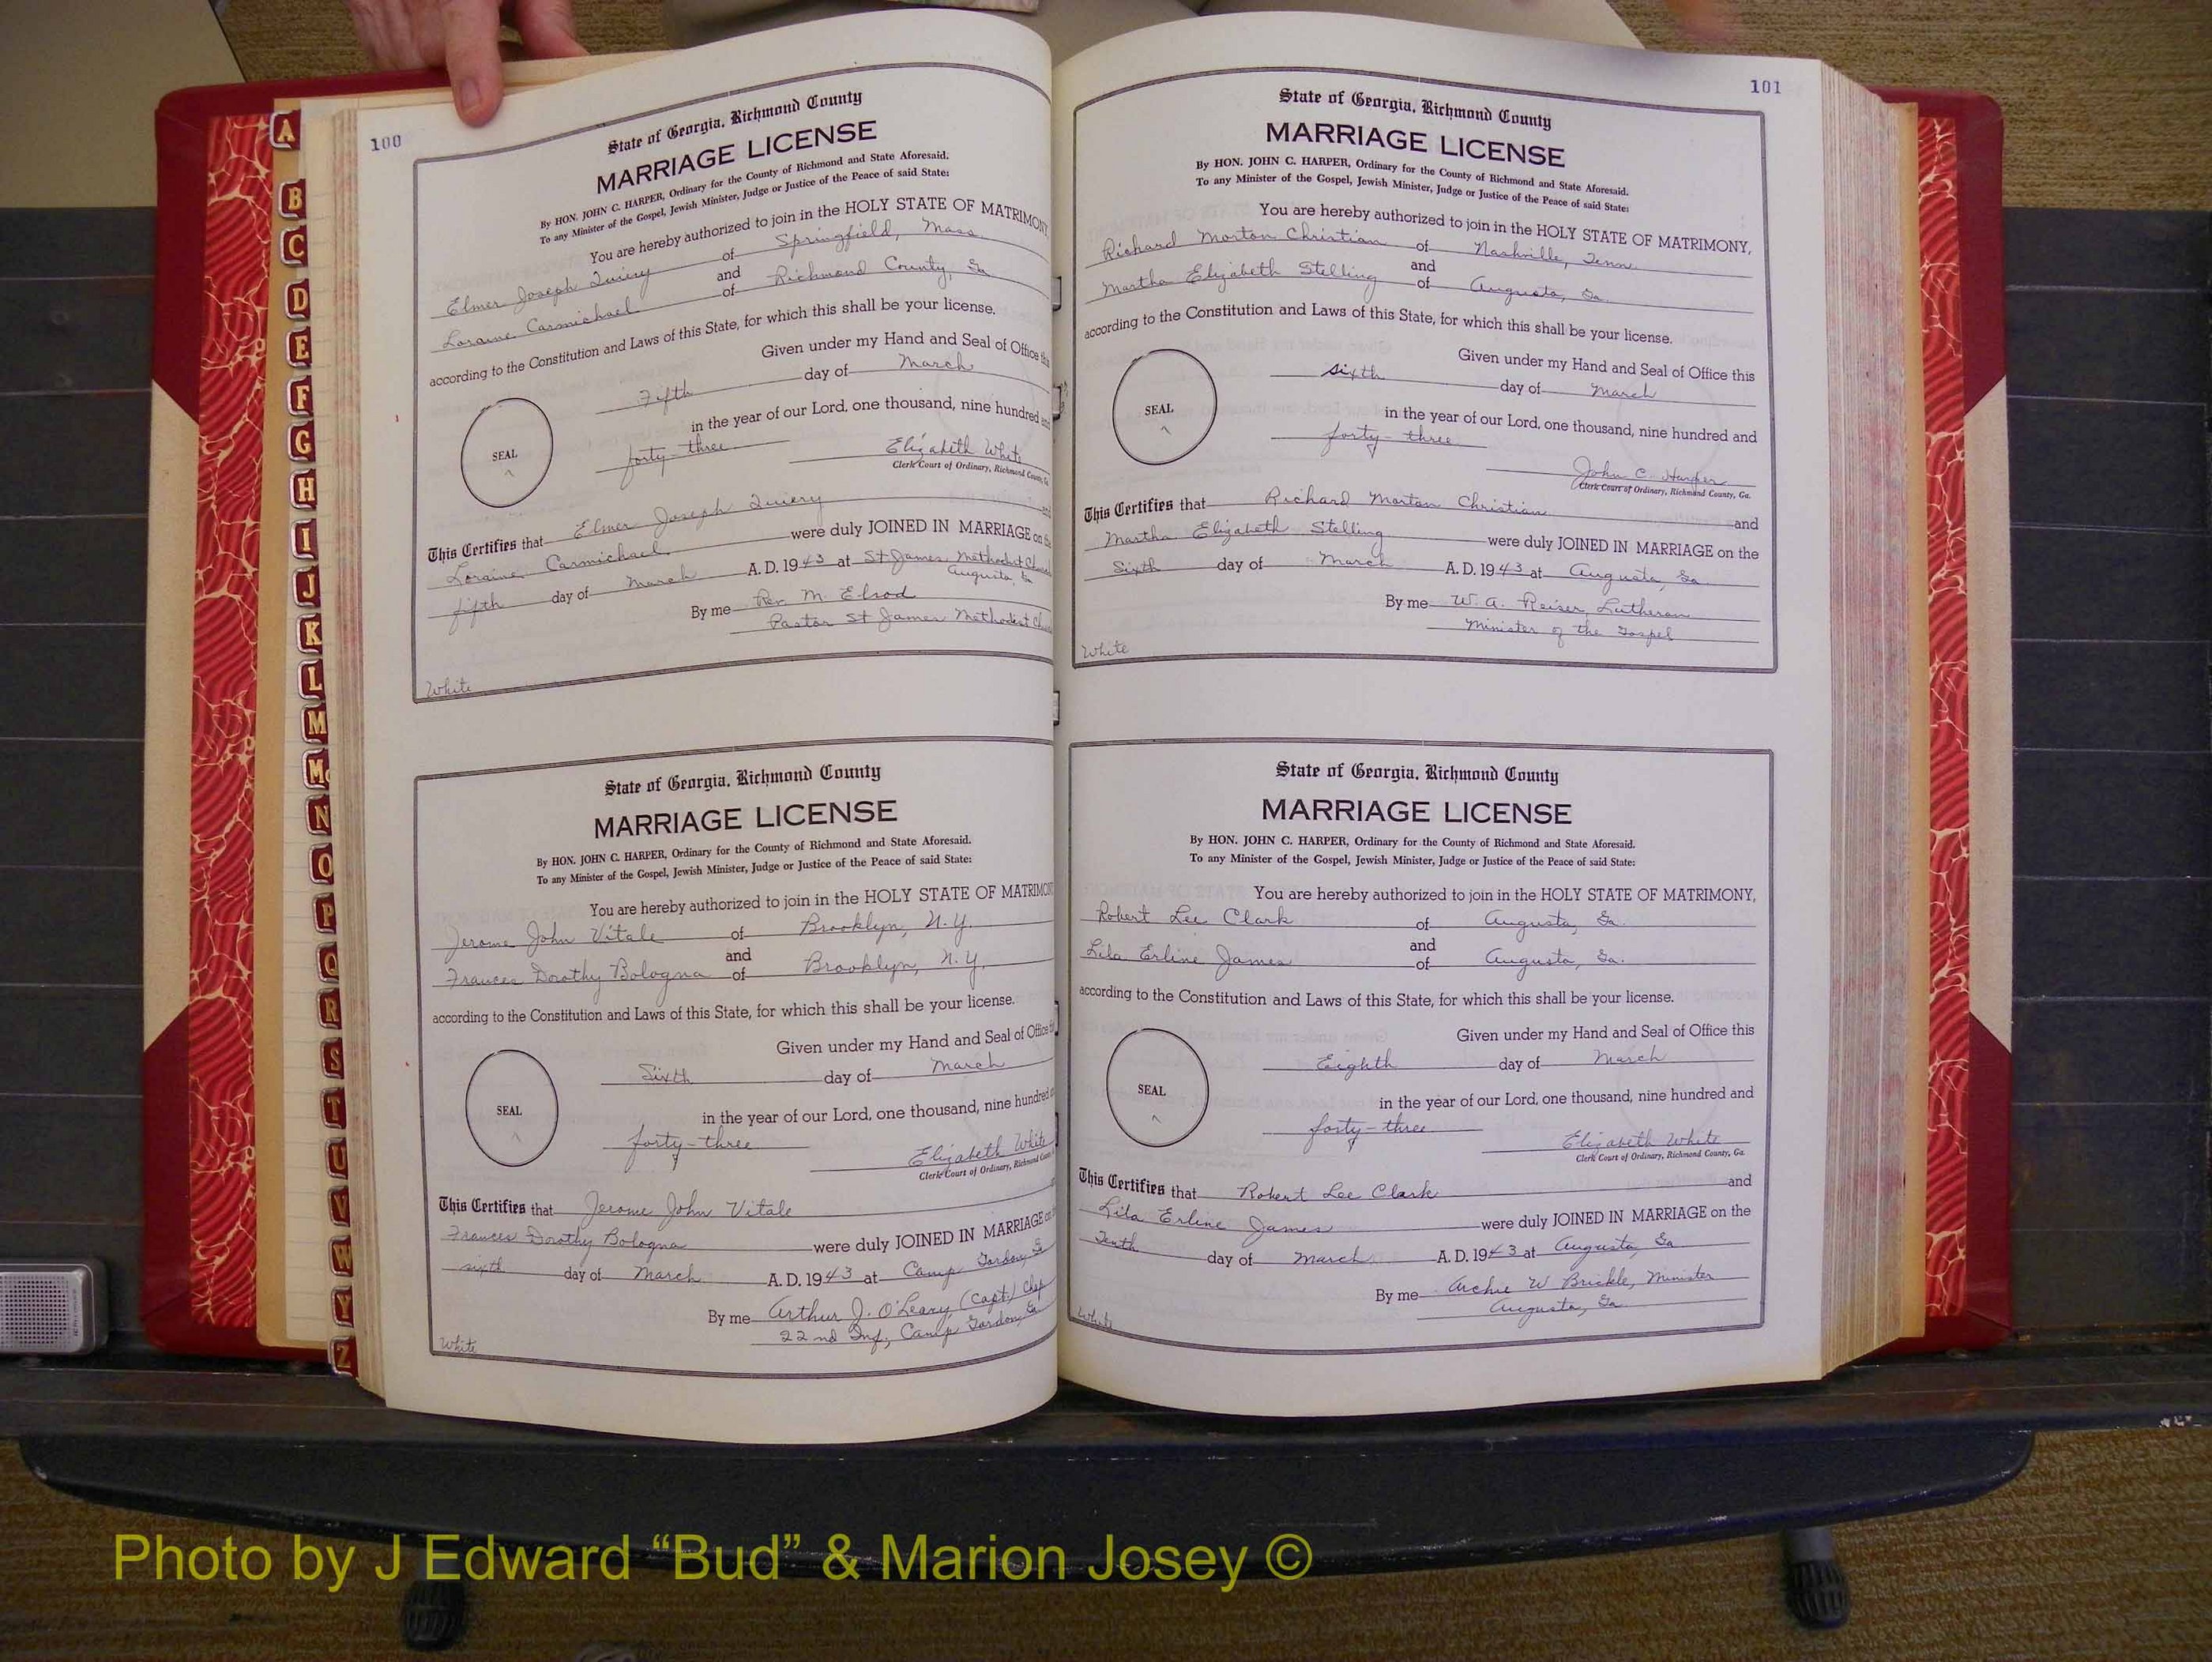 A
B
C
D
E
F
G
H
I
J
K
L
M
Mc
N
O
P
Q
R
S
T
U
V
W
Y
Z
100
State of Georgia, Richmond County
MARRIAGE LICENSE
By HON. JOHN C. HARPER, Ordinary for the County of Richmond and State Aforesaid.
To any Minister of the Gospel, Jewish Minister, Judge or Justice of the Peace of said State:
You are hereby authorized to join in the HOLY STATE OF MATRIMONY,
Elmer Joseph Quiery of Springfield, Mass.
and
Loraine Carmichael of Richmond County, Ga
according to the Constitution and Laws of this State, for which this shall be your license.
Given under my Hand and Seal of Office this
Fifth day of March
in the year of our Lord, one thousand, nine hundred and
SEAL
forty-three Elizabeth White
Clerk Court of Ordinary, Richmond County, Ga
This Certifies that Elmer Joseph Quiery and
Loraine Carmichael were duly JOINED IN MARRIAGE on the
fifth day of March A. D. 1943 at St James Methodist Church
Augusta, Ga
By me Rev. M. Elrod
Pastor St James Methodist
White
State of Georgia, Richmond County
MARRIAGE LICENSE
By HON. JOHN C. HARPER, Ordinary for the County of Richmond and State Aforesaid.
To any Minister of the Gospel, Jewish Minister, Judge or Justice of the Peace of said State:
You are hereby authorized to join in the HOLY STATE OF MATRIMONY
Jerome John Vitale of Brooklyn, N.Y.
and
Frances Dorothy Bologna of Brooklyn, N.Y.
according to the Constitution and Laws of this State, for which this shall be your license.
Given under my Hand and Seal of Office
Sixth day of March
in the year of our Lord, one thousand, nine hundred
SEAL
forty-three Elizabeth White
Clerk Court of Ordinary, Richmond
This Certifies that Jerome John Vitale
Frances Dorothy Bologna were duly JOINED IN MARRIAGE on
sixth day of March A. D. 1943 at Camp Gordon, Ga
By me Arthur J. O'Leary (Capt.) Chap
22nd Inf, Camp Gordon, Ga
White
101
State of Georgia, Richmond County
MARRIAGE LICENSE
By HON. JOHN C. HARPER, Ordinary for the County of Richmond and State Aforesaid.
To any Minister of the Gospel, Jewish Minister, Judge or Justice of the Peace of said State:
You are hereby authorized to join in the HOLY STATE OF MATRIMONY,
Richard Morton Christian of Nashville, Tenn.
and
Martha Elizabeth Stelling of Augusta, Ga.
according to the Constitution and Laws of this State, for which this shall be your license.
Given under my Hand and Seal of Office this
sixth day of March
in the year of our Lord, one thousand, nine hundred and
SEAL
forty-three
John C. Harper
Clerk Court of Ordinary, Richmond County, Ga.
This Certifies that Richard Morton Christian and
Martha Elizabeth Stelling were duly JOINED IN MARRIAGE on the
Sixth day of March A. D. 1943 at Augusta, Ga.
By me W. A. Reiser, Lutheran
Minister of the Gospel
White
State of Georgia, Richmond County
MARRIAGE LICENSE
By HON. JOHN C. HARPER, Ordinary for the County of Richmond and State Aforesaid.
To any Minister of the Gospel, Jewish Minister, Judge or Justice of the Peace of said State:
You are hereby authorized to join in the HOLY STATE OF MATRIMONY,
Robert Lee Clark of Augusta, Ga.
and
Lila Erline James of Augusta, Ga.
according to the Constitution and Laws of this State, for which this shall be your license.
Given under my Hand and Seal of Office this
Eighth day of March
in the year of our Lord, one thousand, nine hundred and
SEAL
forty-three
Elizabeth White
Clerk Court of Ordinary, Richmond County, Ga
This Certifies that Robert Lee Clark and
Lila Erline James were duly JOINED IN MARRIAGE on the
Tenth day of March A. D. 1943 at Augusta, Ga
By me Archie W Brickle, Minister
Augusta, Ga
White
Photo by J Edward “Bud” & Marion Josey ©